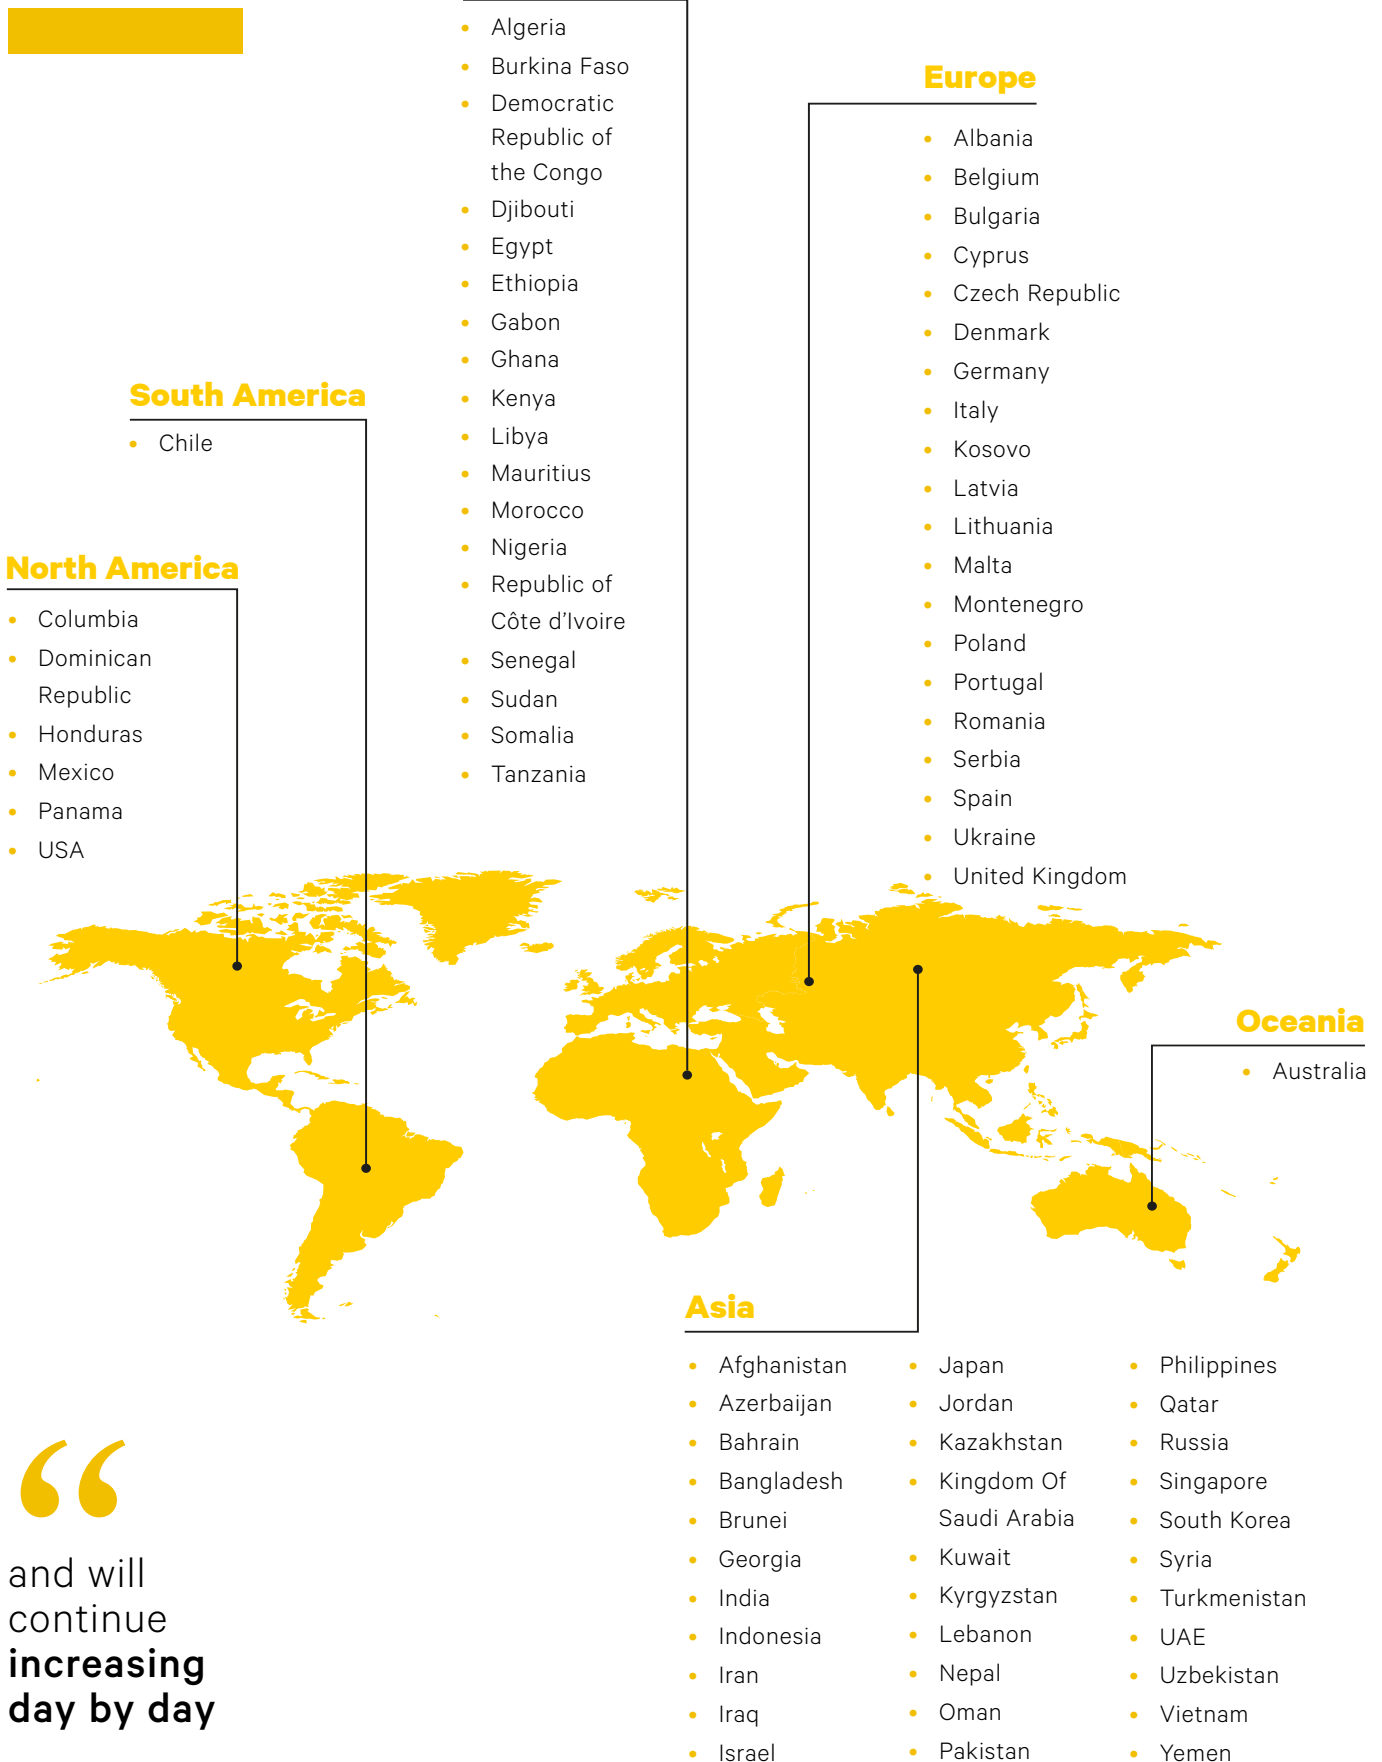 Algeria
Burkina Faso
Democratic
Republic of
the Congo
Djibouti
Egypt
Ethiopia
Gabon
Ghana
Kenya
Libya
Mauritius
Morocco
Nigeria
Republic of
Côte d’Ivoire
Senegal
Sudan
Somalia
Tanzania
Europe
Albania
Belgium
Bulgaria
Cyprus
Czech Republic
Denmark
Germany
Italy
Kosovo
Latvia
Lithuania
Malta
Montenegro
Poland
Portugal
Romania
Serbia
Spain
Ukraine
United Kingdom
South America
Chile
North America
Columbia
Dominican
Republic
Honduras
Mexico
Panama
USA
Oceania
Australia
Asia
Afghanistan
Azerbaijan
Bahrain
Bangladesh
Brunei
Georgia
India
Indonesia
Iran
Iraq
Israel
Japan
Jordan
Kazakhstan
Kingdom Of
Saudi Arabia
Kuwait
Kyrgyzstan
Lebanon
Nepal
Oman
Pakistan
Philippines
Qatar
Russia
Singapore
South Korea
Syria
Turkmenistan
UAE
Uzbekistan
Vietnam
Yemen
“
and will
continue
increasing
day by day